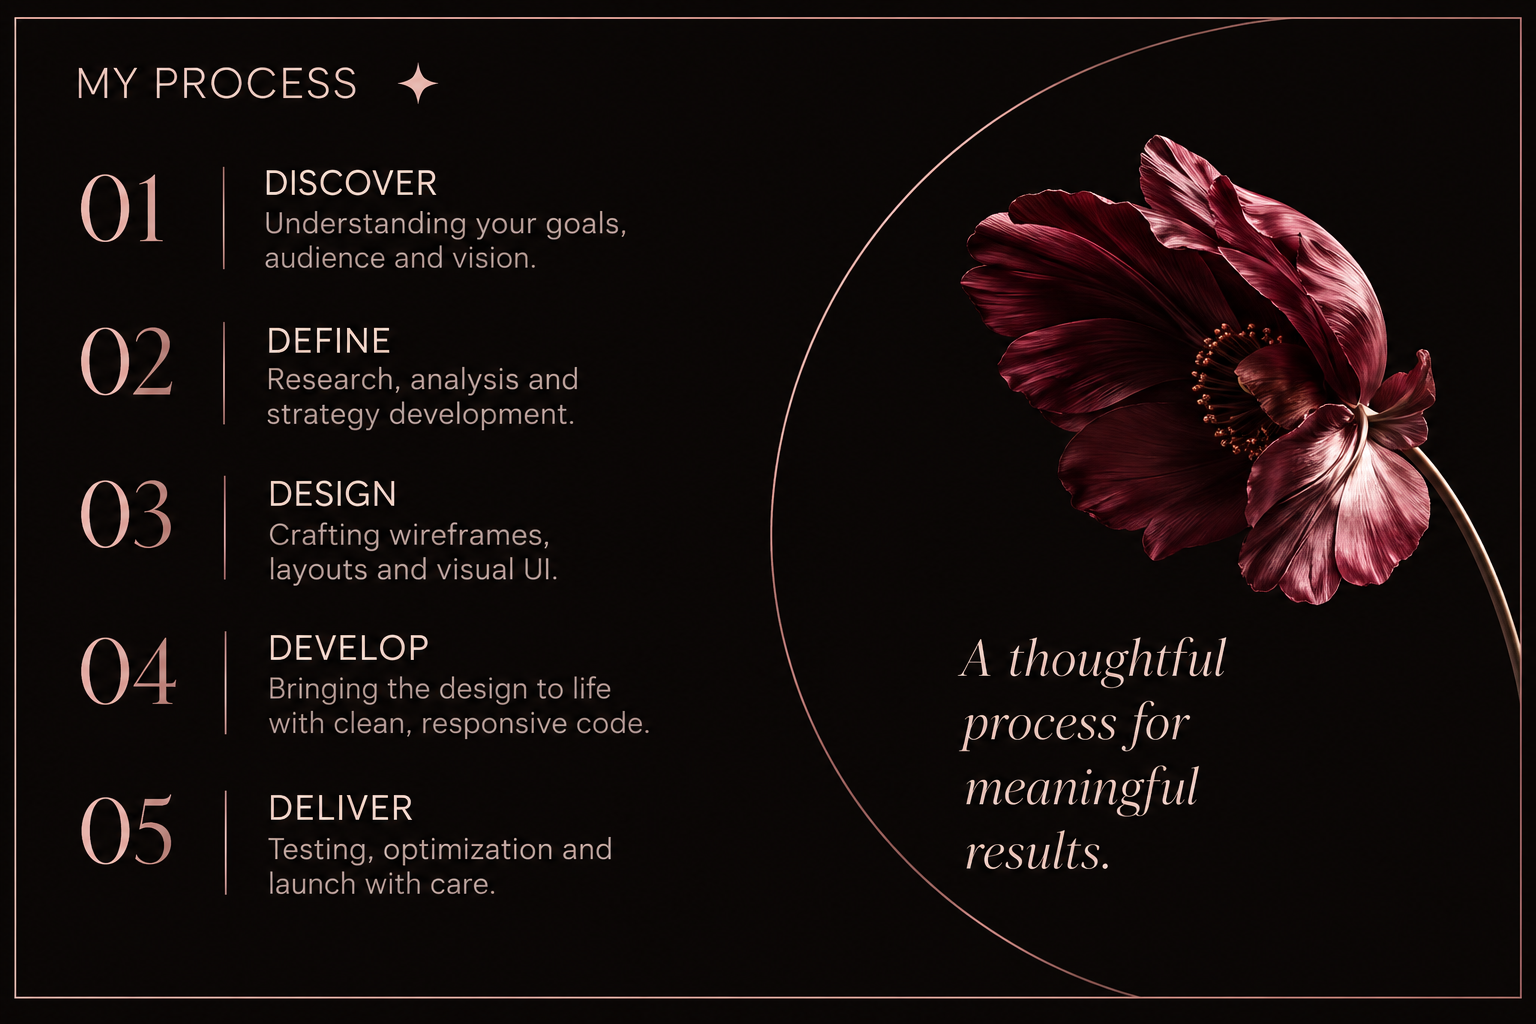 MY PROCESS
01
DISCOVER
Understanding your goals,
audience and vision.
02
DEFINE
Research, analysis and
strategy development.
03
DESIGN
Crafting wireframes,
layouts and visual UI.
04
DEVELOP
Bringing the design to life
with clean, responsive code.
05
DELIVER
Testing, optimization and
launch with care.
A thoughtful
process for
meaningful
results.